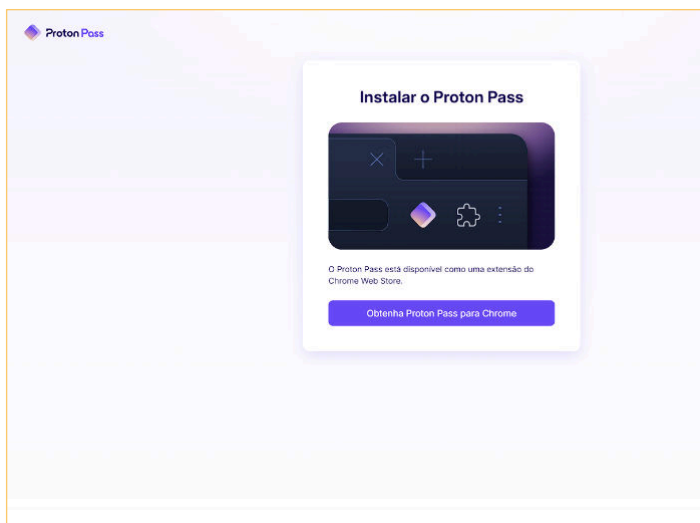 Proton Pass
Instalar o Proton Pass
O Proton Pass está disponível como uma extensão do
Chrome Web Store.
Obtenha Proton Pass para Chrome